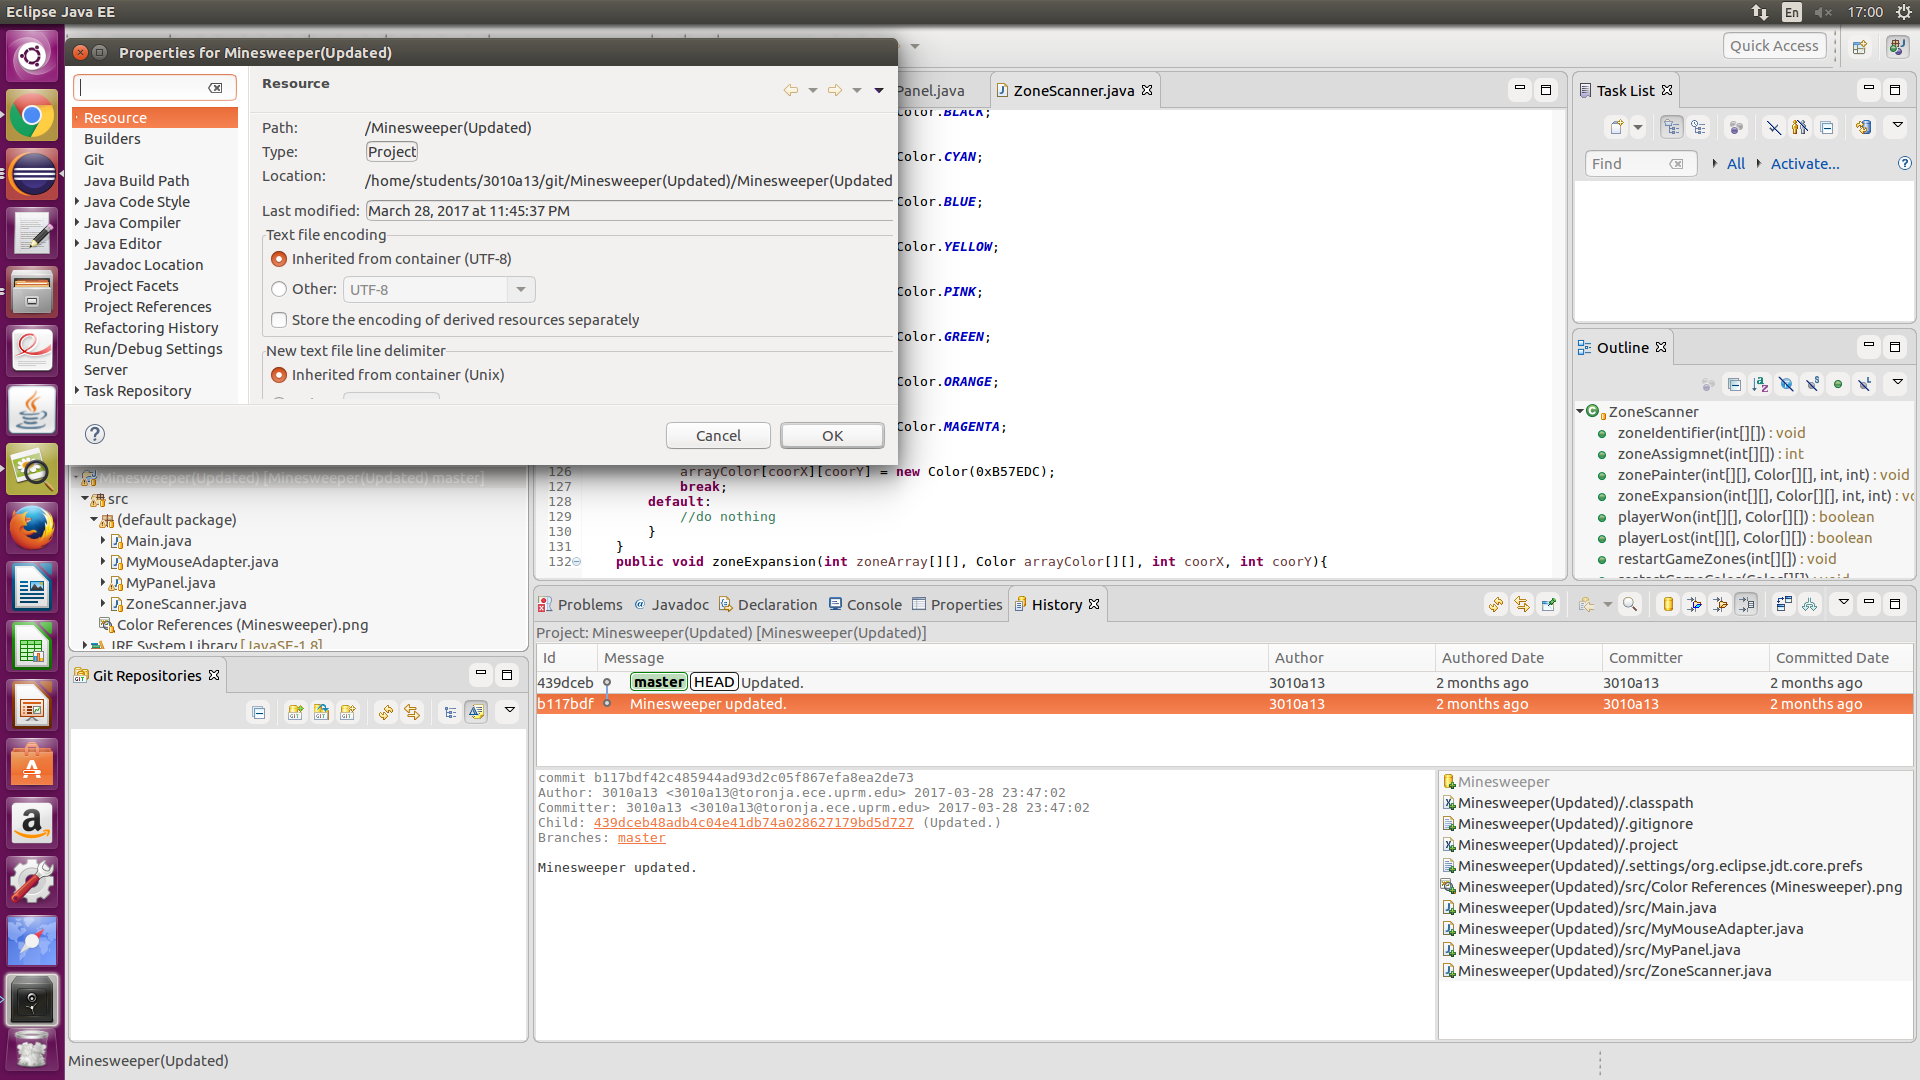 Eclipse Java EE
En
17:00
Properties for Minesweeper(Updated)
Resource
Builders
Git
Java Build Path
Java Code Style
Java Compiler
Java Editor
Javadoc Location
Project Facets
Project References
Refactoring History
Run/Debug Settings
Server
Task Repository
Resource
Path: /Minesweeper(Updated)
Type: Project
Location: /home/students/3010a13/git/Minesweeper(Updated)/Minesweeper(Updated
Last modified: March 28, 2017 at 11:45:37 PM
Text file encoding
Inherited from container (UTF-8)
Other: UTF-8
Store the encoding of derived resources separately
New text file line delimiter
Inherited from container (Unix)
Cancel
OK
Quick Access
Panel.java
ZoneScanner.java
Color.BLACK;
Color.CYAN;
Color.BLUE;
Color.YELLOW;
Color.PINK;
Color.GREEN;
Color.ORANGE;
Color.MAGENTA;
126 arrayColor[coorX][coorY] = new Color(0xB57EDC);
127 break;
128 default:
129 //do nothing
130 }
131 }
132 public void zoneExpansion(int zoneArray[][], Color arrayColor[][], int coorX, int coorY){
Task List
Find
All
Activate...
Outline
ZoneScanner
zoneIdentifier(int[][]) : void
zoneAssigmnet(int[][]) : int
zonePainter(int[][], Color[][], int, int) : void
zoneExpansion(int[][], Color[][], int, int) : vo
playerWon(int[][], Color[][]) : boolean
playerLost(int[][], Color[][]) : boolean
restartGameZones(int[][]) : void
restartGameColor(Color[][]) : void
Minesweeper(Updated) [Minesweeper(Updated) master]
src
(default package)
Main.java
MyMouseAdapter.java
MyPanel.java
ZoneScanner.java
Color References (Minesweeper).png
JRE System Library [JavaSE-1.8]
Git Repositories
Problems
Javadoc
Declaration
Console
Properties
History
Project: Minesweeper(Updated) [Minesweeper(Updated)]
Id Message Author Authored Date Committer Committed Date
439dceb master HEAD Updated. 3010a13 2 months ago 3010a13 2 months ago
b117bdf Minesweeper updated. 3010a13 2 months ago 3010a13 2 months ago
commit b117bdf42c485944ad93d2c05f867efa8ea2de73
Author: 3010a13 <3010a13@toronja.ece.uprm.edu> 2017-03-28 23:47:02
Committer: 3010a13 <3010a13@toronja.ece.uprm.edu> 2017-03-28 23:47:02
Child: 439dceb48adb4c04e41db74a028627179bd5d727 (Updated.)
Branches: master
Minesweeper updated.
Minesweeper
Minesweeper(Updated)/.classpath
Minesweeper(Updated)/.gitignore
Minesweeper(Updated)/.project
Minesweeper(Updated)/.settings/org.eclipse.jdt.core.prefs
Minesweeper(Updated)/src/Color References (Minesweeper).png
Minesweeper(Updated)/src/Main.java
Minesweeper(Updated)/src/MyMouseAdapter.java
Minesweeper(Updated)/src/MyPanel.java
Minesweeper(Updated)/src/ZoneScanner.java
Minesweeper(Updated)